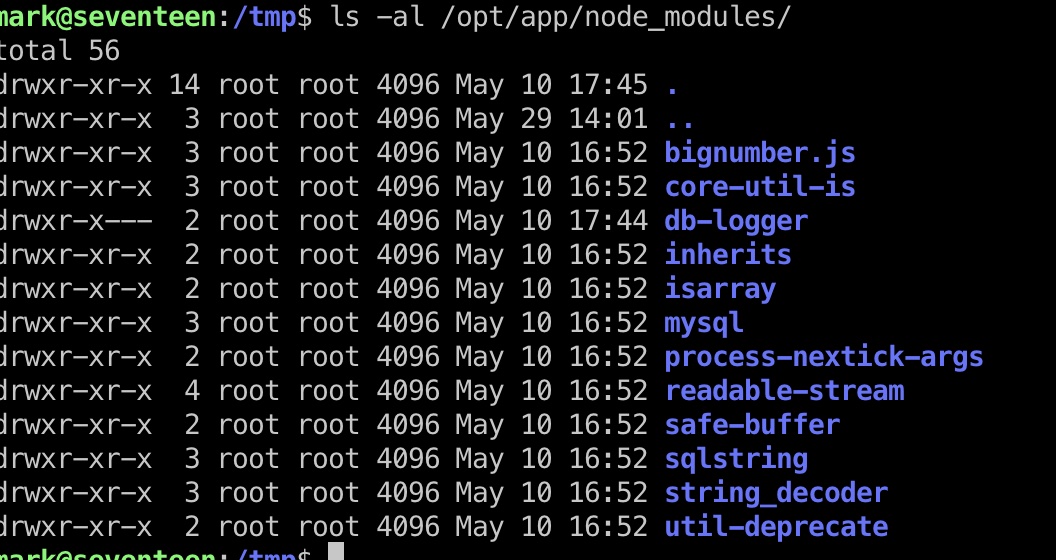 mark@seventeen:/tmp$ ls -al /opt/app/node_modules/
total 56
drwxr-xr-x 14 root root 4096 May 10 17:45 .
drwxr-xr-x  3 root root 4096 May 29 14:01 ..
drwxr-xr-x  3 root root 4096 May 10 16:52 bignumber.js
drwxr-xr-x  3 root root 4096 May 10 16:52 core-util-is
drwxr-x---  2 root root 4096 May 10 17:44 db-logger
drwxr-xr-x  2 root root 4096 May 10 16:52 inherits
drwxr-xr-x  2 root root 4096 May 10 16:52 isarray
drwxr-xr-x  3 root root 4096 May 10 16:52 mysql
drwxr-xr-x  2 root root 4096 May 10 16:52 process-nextick-args
drwxr-xr-x  4 root root 4096 May 10 16:52 readable-stream
drwxr-xr-x  2 root root 4096 May 10 16:52 safe-buffer
drwxr-xr-x  3 root root 4096 May 10 16:52 sqlstring
drwxr-xr-x  3 root root 4096 May 10 16:52 string_decoder
drwxr-xr-x  2 root root 4096 May 10 16:52 util-deprecate
mark@seventeen:/tmp$